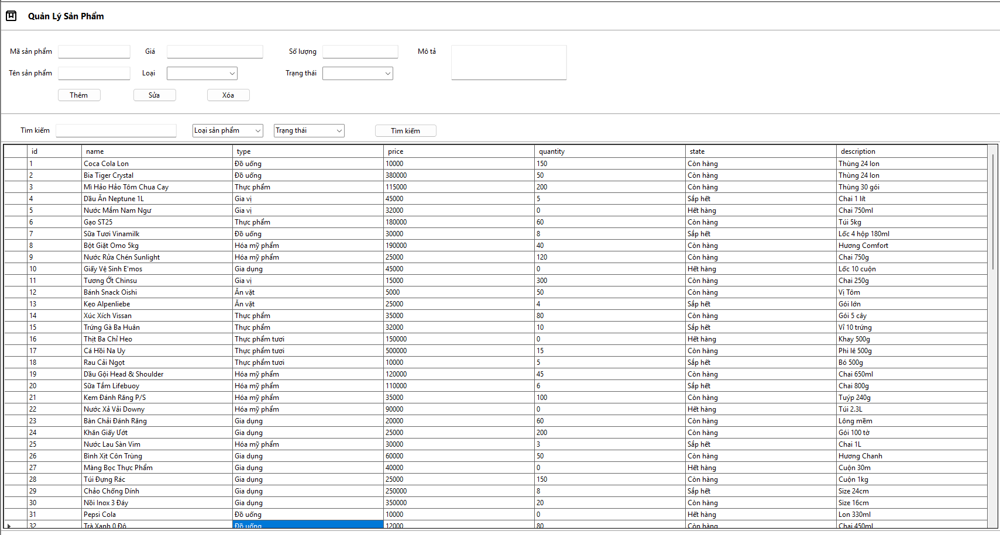 Quản Lý Sản Phẩm
Mã sản phẩm Giá Số lượng Mô tả
Tên sản phẩm Loại Trạng thái
Thêm Sửa Xóa
Tìm kiếm Loại sản phẩm Trạng thái Tìm kiếm
id name type price quantity state description
1 Coca Cola Lon Đồ uống 10000 150 Còn hàng Thùng 24 lon
2 Bia Tiger Crystal Đồ uống 380000 50 Còn hàng Thùng 24 lon
3 Mì Hảo Hảo Tôm Chua Cay Thực phẩm 115000 200 Còn hàng Thùng 30 gói
4 Dầu Ăn Neptune 1L Gia vị 45000 5 Sắp hết Chai 1 lít
5 Nước Mắm Nam Ngư Gia vị 32000 0 Hết hàng Chai 750ml
6 Gạo ST25 Thực phẩm 180000 60 Còn hàng Túi 5kg
7 Sữa Tươi Vinamilk Đồ uống 30000 8 Sắp hết Lốc 4 hộp 180ml
8 Bột Giặt Omo 5kg Hóa mỹ phẩm 190000 40 Còn hàng Hương Comfort
9 Nước Rửa Chén Sunlight Hóa mỹ phẩm 25000 120 Còn hàng Chai 750g
10 Giấy Vệ Sinh E'mos Gia dụng 45000 0 Hết hàng Lốc 10 cuộn
11 Tương Ớt Chinsu Gia vị 15000 300 Còn hàng Chai 250g
12 Bánh Snack Oishi Ăn vặt 5000 50 Còn hàng Vị Tôm
13 Kẹo Alpenliebe Ăn vặt 25000 4 Sắp hết Gói lớn
14 Xúc Xích Vissan Thực phẩm 35000 80 Còn hàng Gói 5 cây
15 Trứng Gà Ba Huân Thực phẩm 32000 10 Sắp hết Vỉ 10 trứng
16 Thịt Ba Chỉ Heo Thực phẩm tươi 150000 0 Hết hàng Khay 500g
17 Cá Hồi Na Uy Thực phẩm tươi 500000 15 Còn hàng Phi lê 500g
18 Rau Cải Ngọt Thực phẩm tươi 10000 5 Sắp hết Bó 500g
19 Dầu Gội Head & Shoulder Hóa mỹ phẩm 120000 45 Còn hàng Chai 650ml
20 Sữa Tắm Lifebuoy Hóa mỹ phẩm 110000 6 Sắp hết Chai 800g
21 Kem Đánh Răng P/S Hóa mỹ phẩm 35000 100 Còn hàng Tuýp 240g
22 Nước Xả Vải Downy Hóa mỹ phẩm 90000 0 Hết hàng Túi 2.3L
23 Bàn Chải Đánh Răng Gia dụng 20000 60 Còn hàng Lông mềm
24 Khăn Giấy Ướt Gia dụng 25000 200 Còn hàng Gói 100 tờ
25 Nước Lau Sàn Vim Hóa mỹ phẩm 30000 3 Sắp hết Chai 1L
26 Bình Xịt Côn Trùng Gia dụng 60000 50 Còn hàng Hương Chanh
27 Màng Bọc Thực Phẩm Gia dụng 40000 0 Hết hàng Cuộn 30m
28 Túi Đựng Rác Gia dụng 25000 150 Còn hàng Cuộn 1kg
29 Chảo Chống Dính Gia dụng 250000 8 Sắp hết Size 24cm
30 Nồi Inox 3 Đáy Gia dụng 350000 20 Còn hàng Size 16cm
31 Pepsi Cola Đồ uống 10000 0 Hết hàng Lon 330ml
32 Trà Xanh 0 Độ Đồ uống 12000 80 Còn hàng Chai 450ml